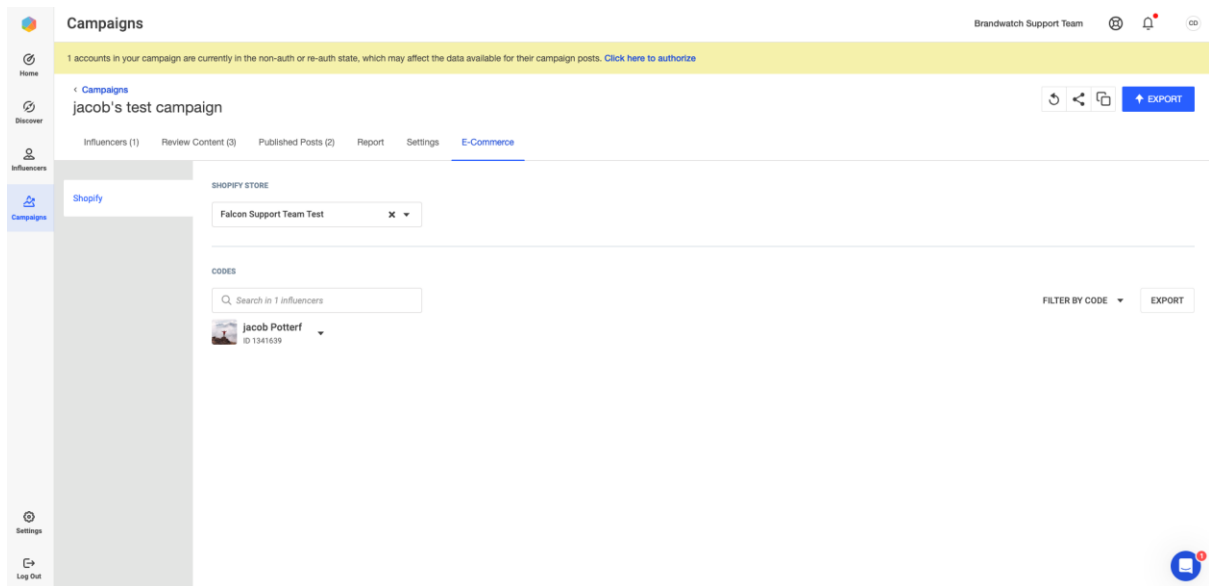 Campaigns
Brandwatch Support Team
CD
1 accounts in your campaign are currently in the non-auth or re-auth state, which may affect the data available for their campaign posts. Click here to authorize
Home
Discover
Influencers
Campaigns
Settings
Log Out
‹ Campaigns
jacob's test campaign
EXPORT
Influencers (1) Review Content (3) Published Posts (2) Report Settings E-Commerce
Shopify
SHOPIFY STORE
Falcon Support Team Test
CODES
Search in 1 influencers
FILTER BY CODE EXPORT
jacob Potterf
ID 1341639
1